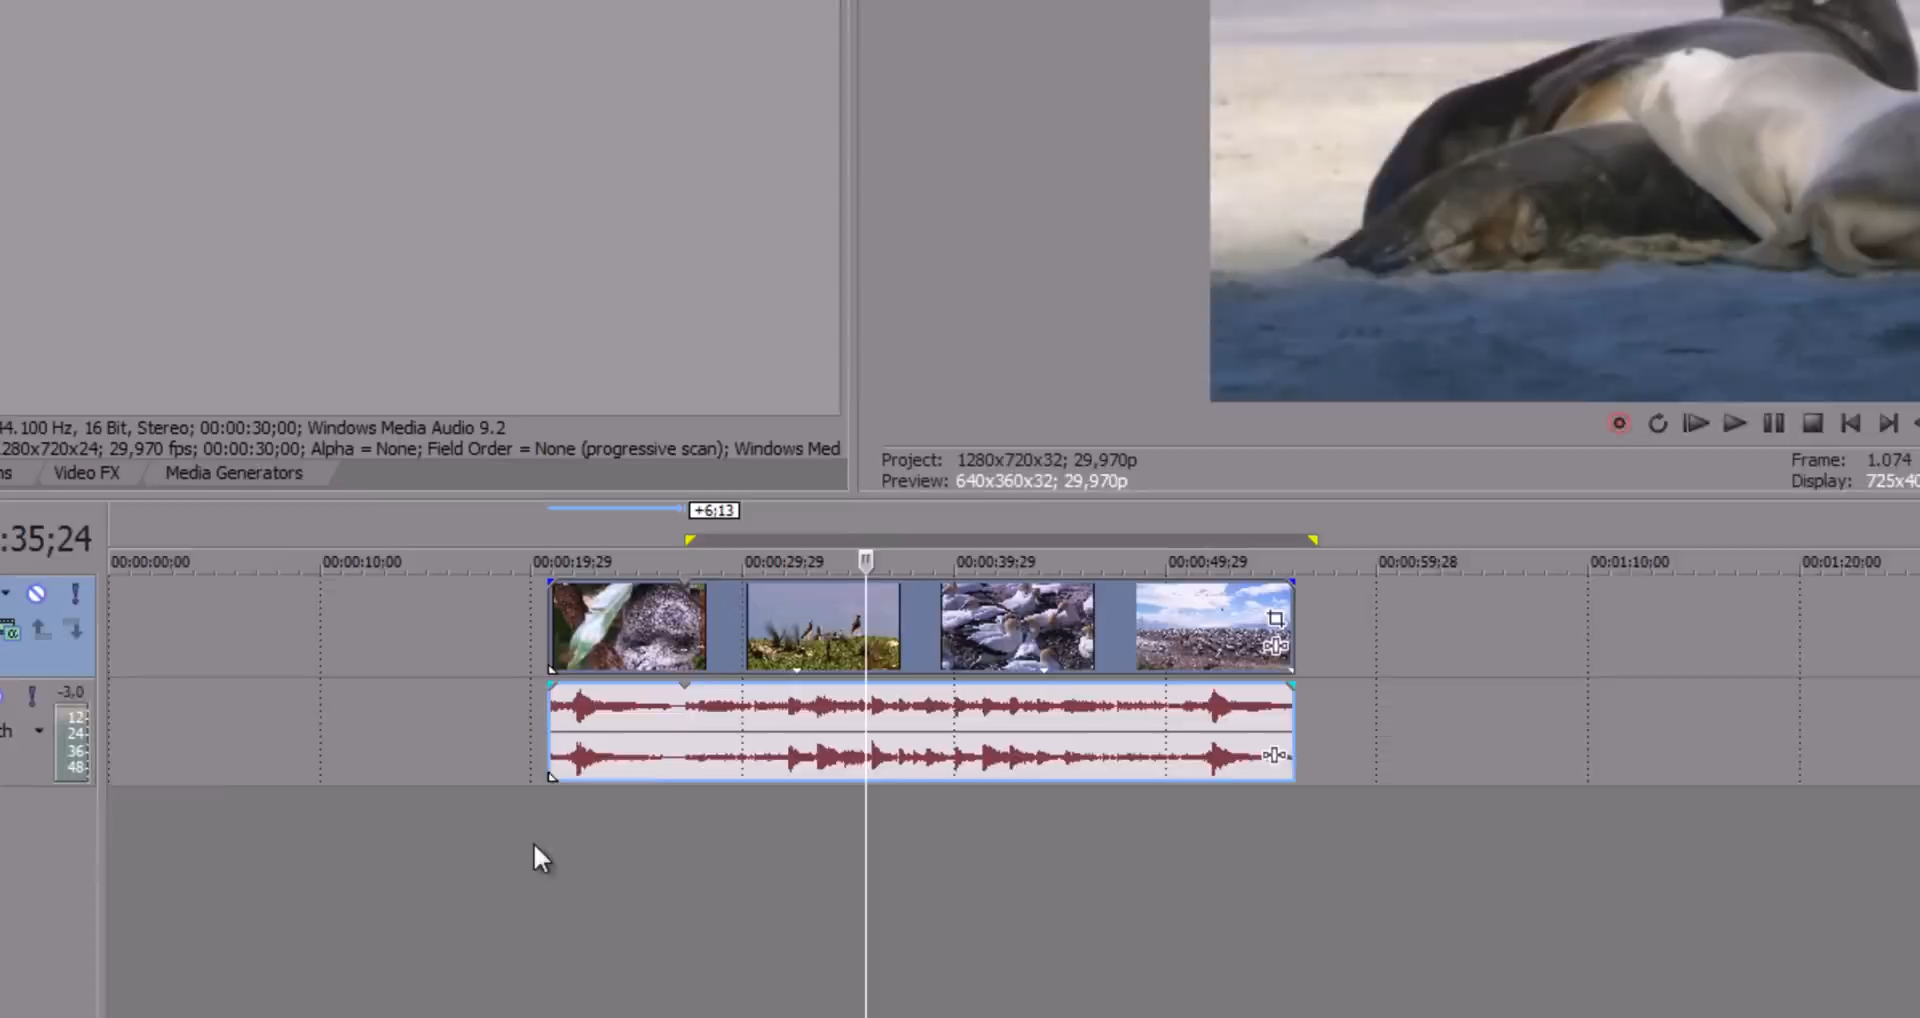 44.100 Hz, 16 Bit, Stereo; 00:00:30;00; Windows Media Audio 9.2
280x720x24; 29,970 fps; 00:00:30;00; Alpha = None; Field Order = None (progressive scan); Windows Med
ns Video FX Media Generators
Project: 1280x720x32; 29,970p
Preview: 640x360x32; 29,970p
Frame: 1.074
Display: 725x40
+6;13
:35;24
00:00:00;00 00:00:10;00 00:00:19;29 00:00:29;29 00:00:39;29 00:00:49;29 00:00:59;28 00:01:10;00 00:01:20;00
-3,0
12
th 24
36
48